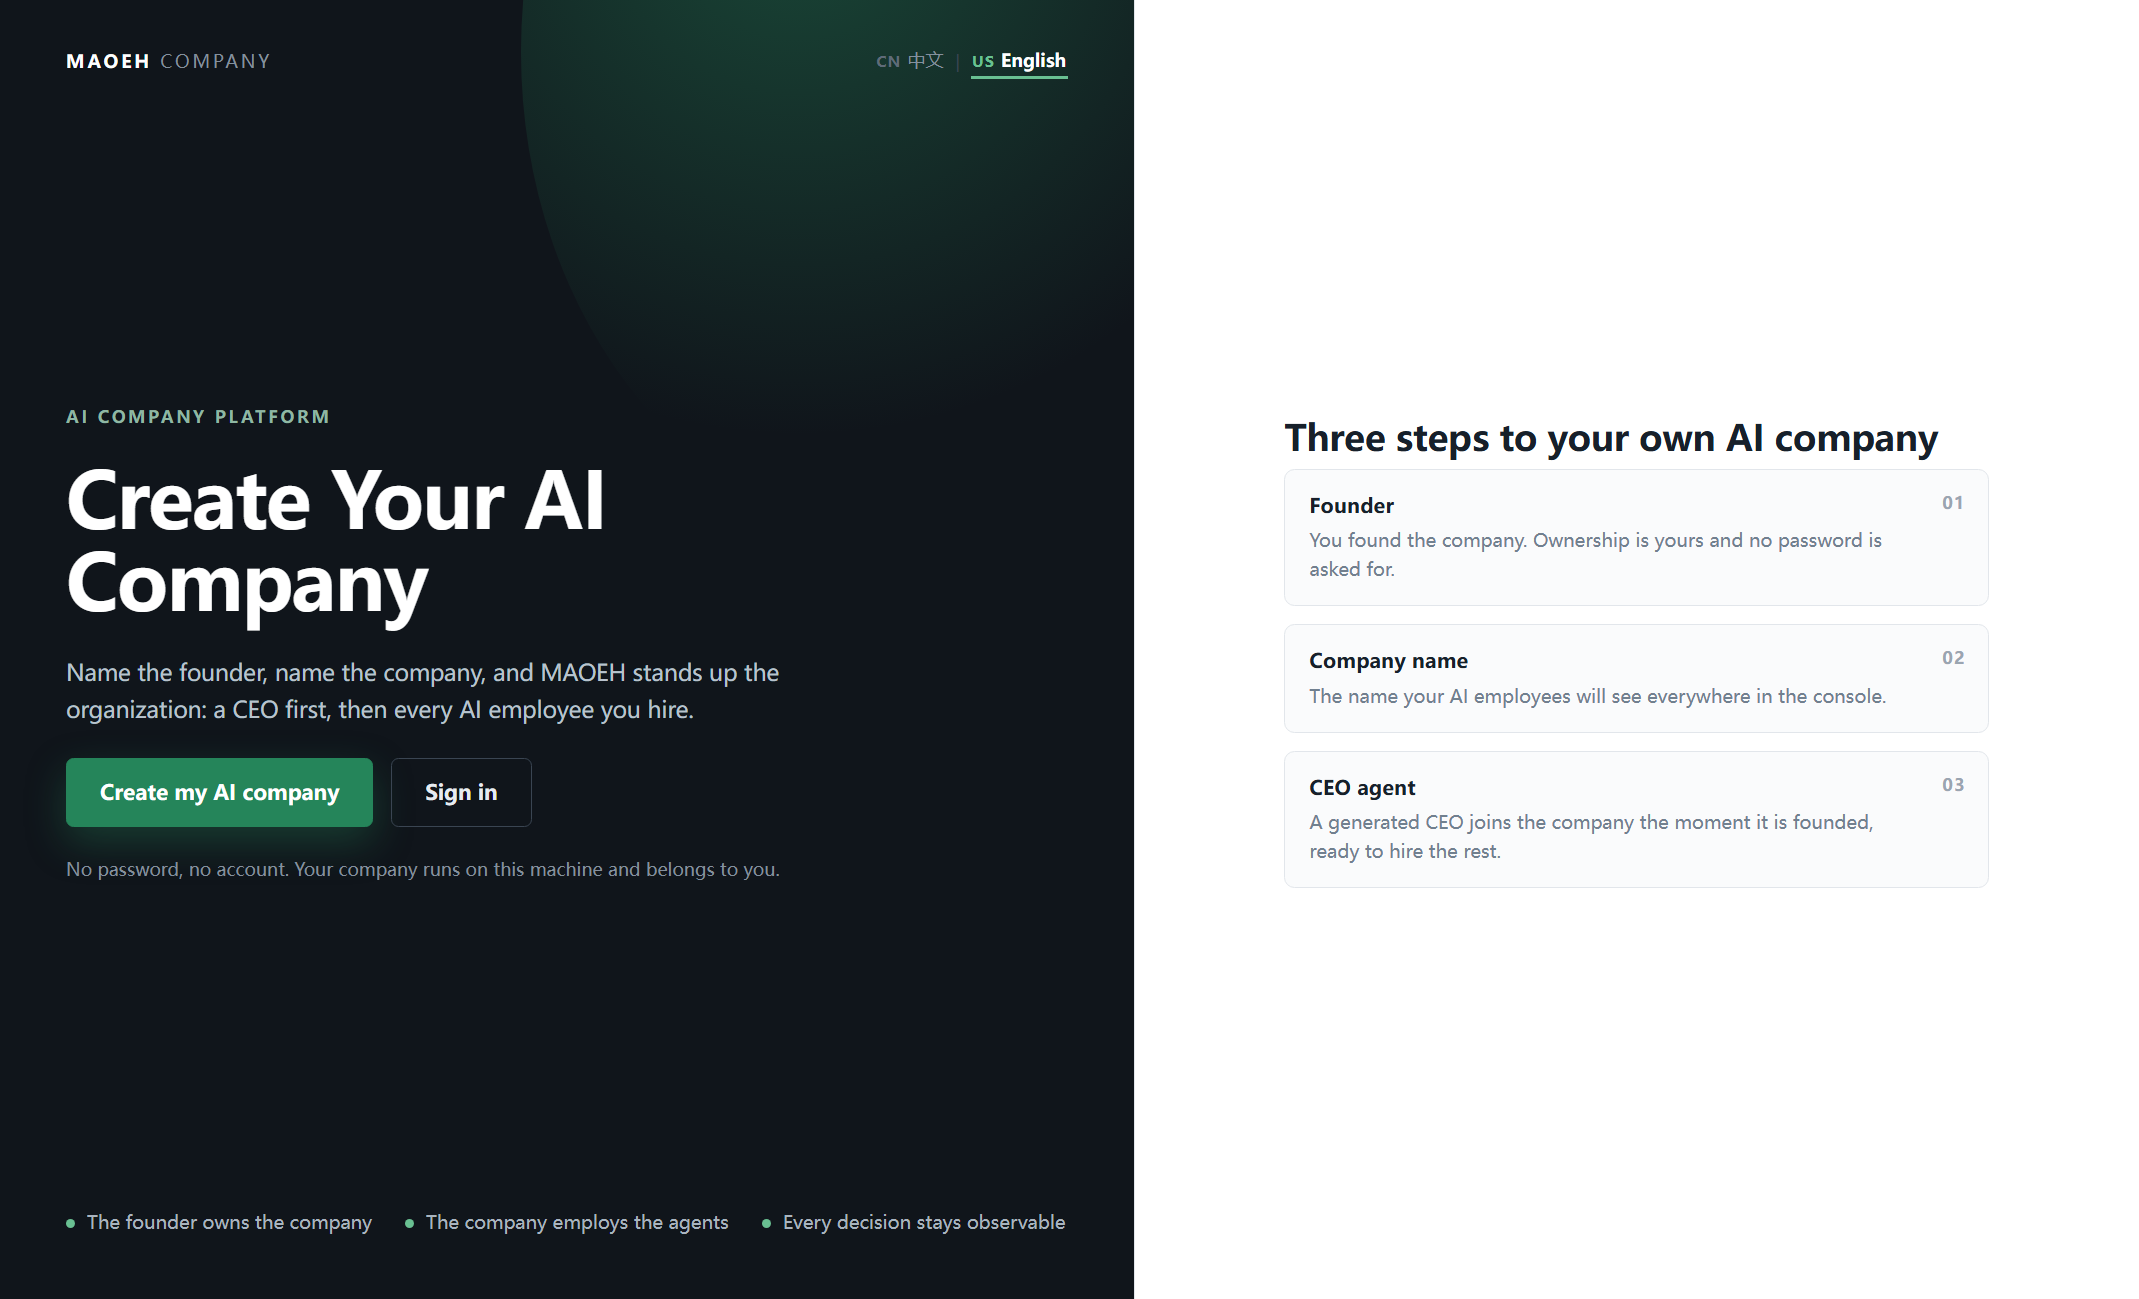 MAOEH COMPANY
CN 中文 | US English
AI COMPANY PLATFORM
Create Your AI
Company
Name the founder, name the company, and MAOEH stands up the
organization: a CEO first, then every AI employee you hire.
Create my AI company
Sign in
No password, no account. Your company runs on this machine and belongs to you.
The founder owns the company
The company employs the agents
Every decision stays observable
Three steps to your own AI company
Founder
01
You found the company. Ownership is yours and no password is
asked for.
Company name
02
The name your AI employees will see everywhere in the console.
CEO agent
03
A generated CEO joins the company the moment it is founded,
ready to hire the rest.